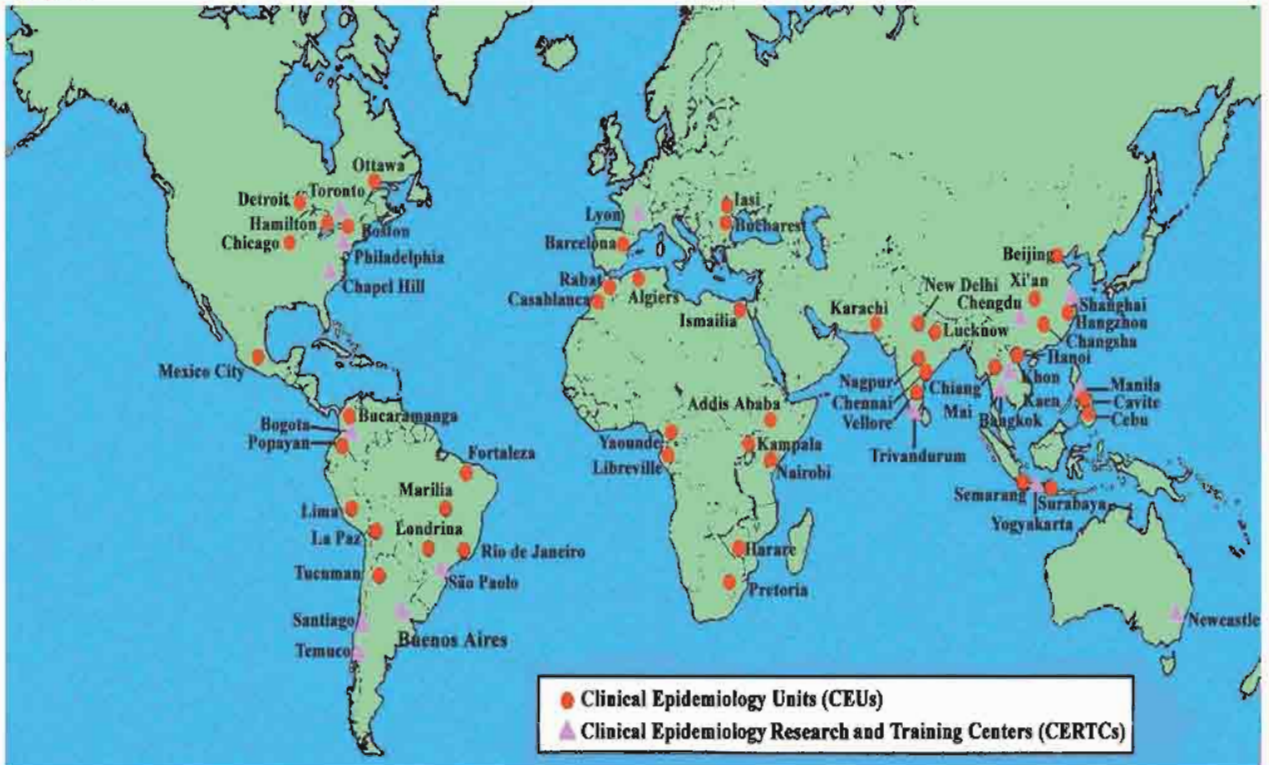 Ottawa
Detroit
Toronto
Hamilton
Boston
Chicago
Philadelphia
Chapel Hill
Mexico City
Bucaramanga
Bogota
Popayan
Fortaleza
Marilia
Lima
Londrina
La Paz
Rio de Janeiro
Tucuman
São Paulo
Santiago
Buenos Aires
Temuco
Lyon
Iasi
Bucharest
Barcelona
Rabat
Algiers
Casablanca
Ismailia
Addis Ababa
Yaounde
Kampala
Libreville
Nairobi
Harare
Pretoria
Beijing
New Delhi
Xi'an
Chengdu
Shanghai
Karachi
Hangzhou
Lucknow
Changsha
Hanoi
Nagpur
Khon
Kaen
Chiang
Mai
Manila
Chennai
Cavite
Vellore
Bangkok
Cebu
Trivandurum
Semarang
Surabaya
Yogyakarta
Newcastle
Clinical Epidemiology Units (CEUs)
Clinical Epidemiology Research and Training Centers (CERTCs)